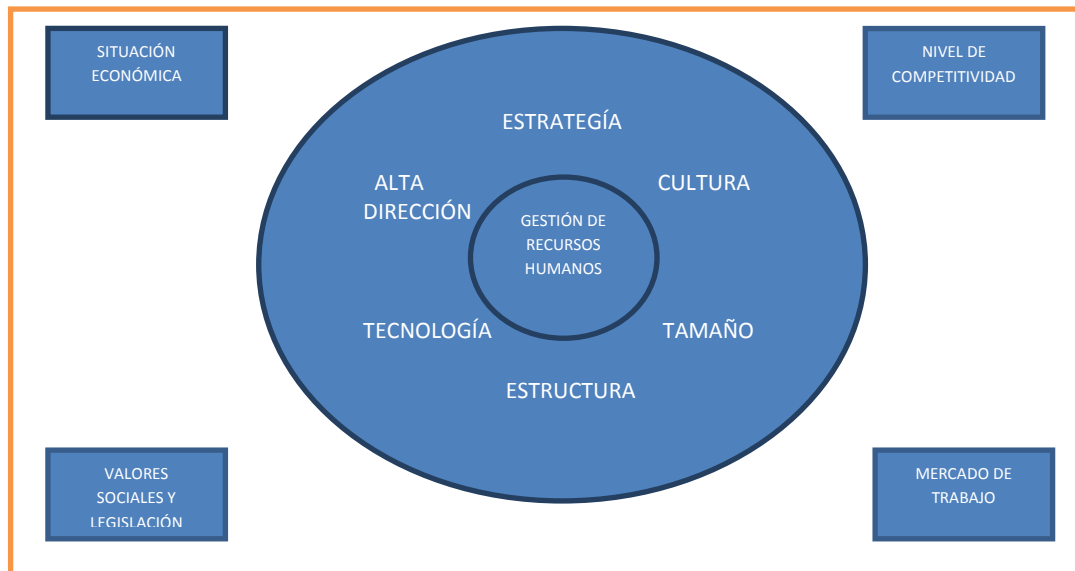 SITUACIÓN
ECONÓMICA
NIVEL DE
COMPETITIVIDAD
ESTRATEGÍA
ALTA
DIRECCIÓN
CULTURA
GESTIÓN DE
RECURSOS
HUMANOS
TECNOLOGÍA
TAMAÑO
ESTRUCTURA
VALORES
SOCIALES Y
LEGISLACIÓN
MERCADO DE
TRABAJO